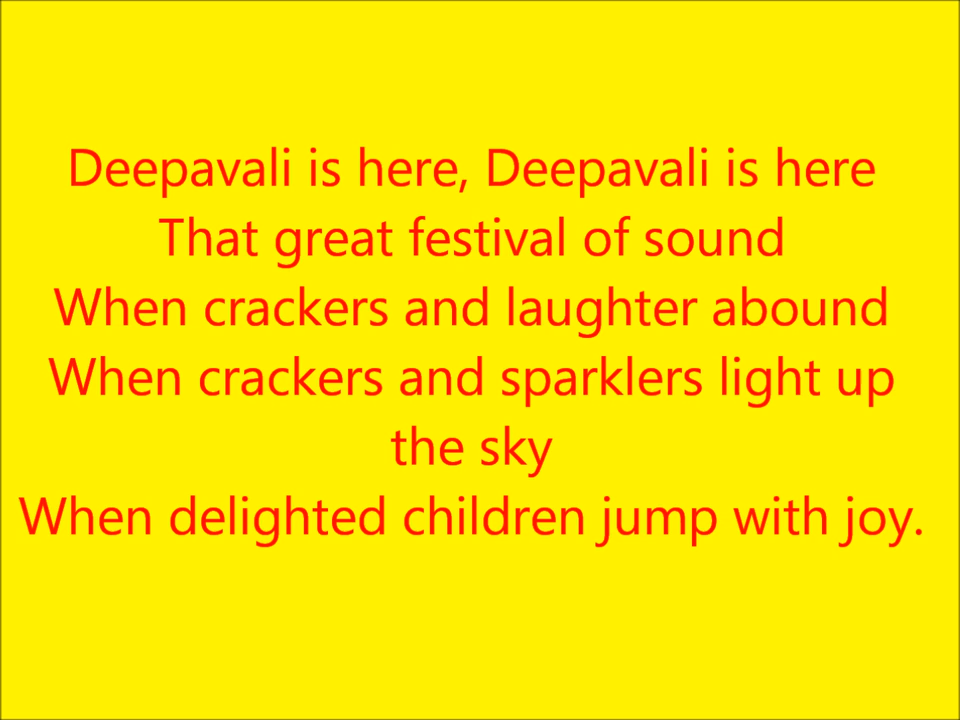 Deepavali is here, Deepavali is here
That great festival of sound
When crackers and laughter abound
When crackers and sparklers light up
the sky
When delighted children jump with joy.